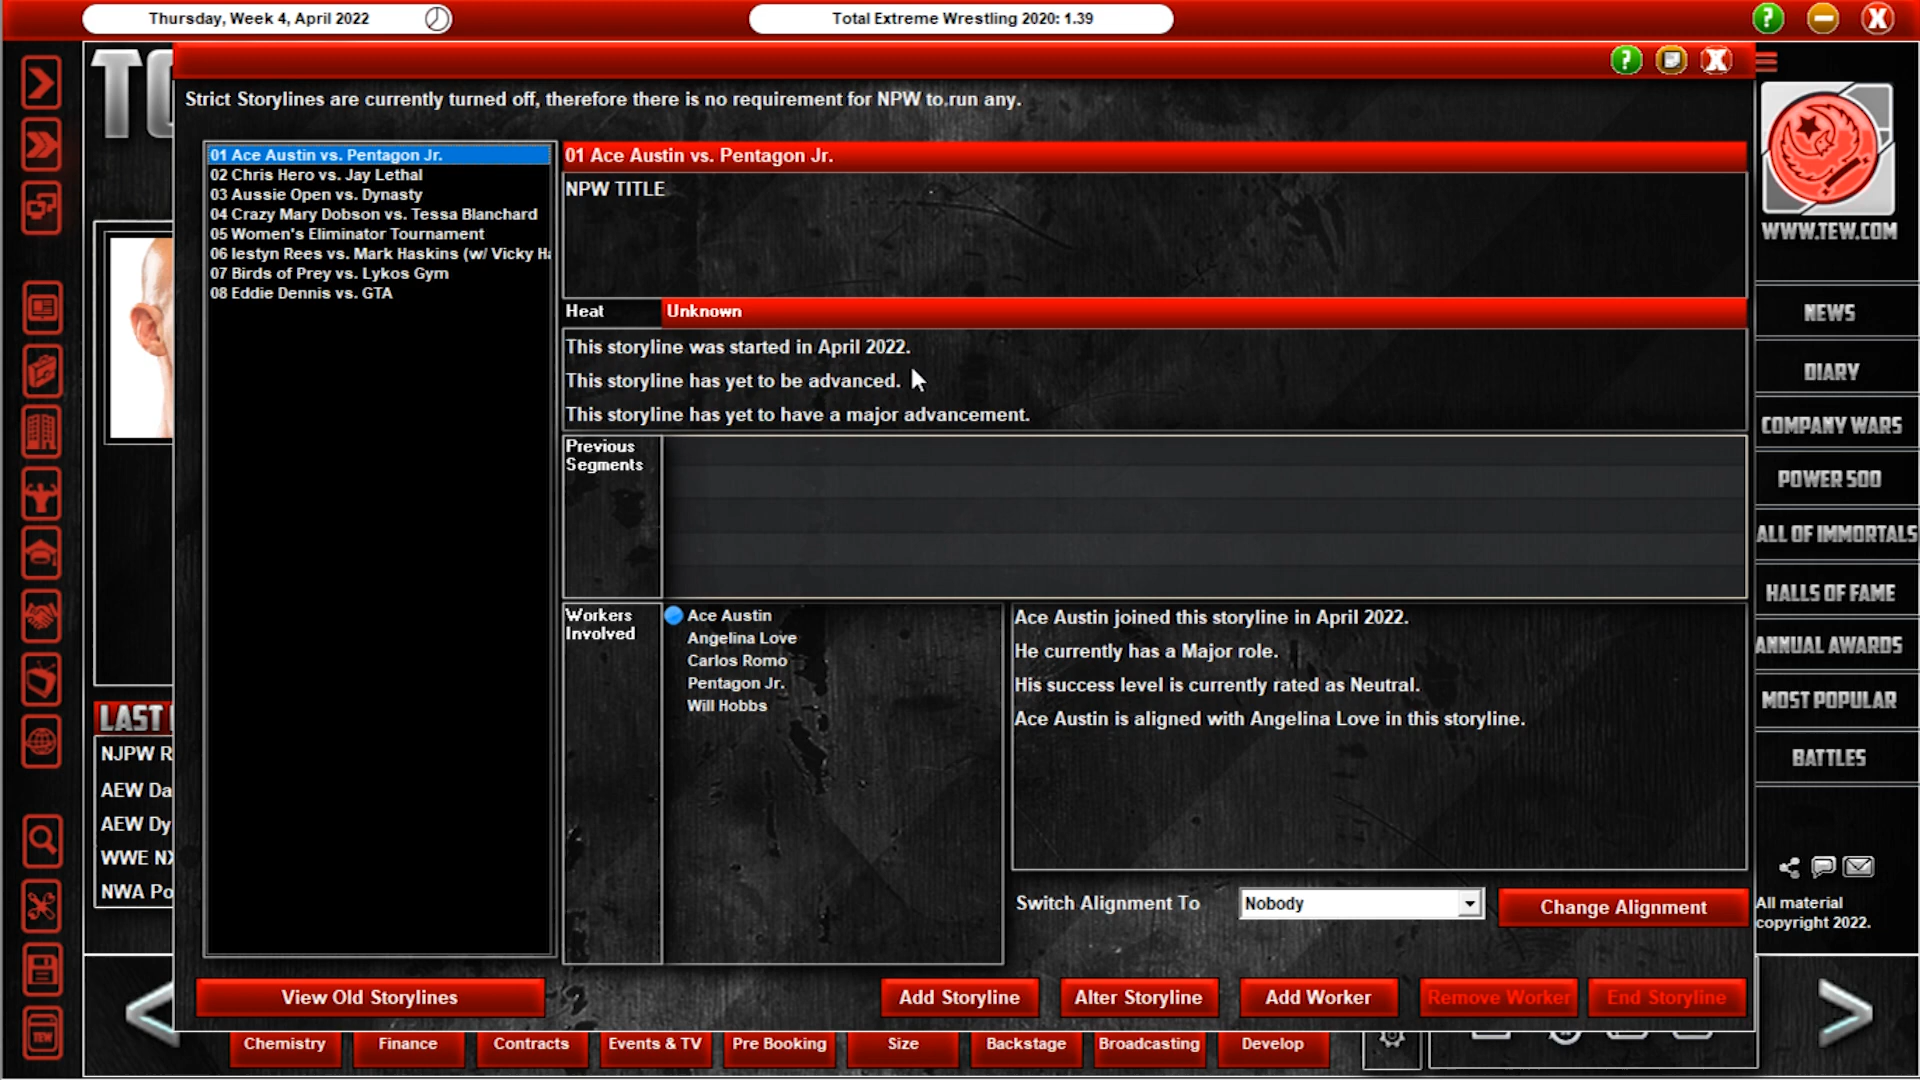 Thursday, Week 4, April 2022
Total Extreme Wrestling 2020: 1.39
Strict Storylines are currently turned off, therefore there is no requirement for NPW to run any.
01 Ace Austin vs. Pentagon Jr.
02 Chris Hero vs. Jay Lethal
03 Aussie Open vs. Dynasty
04 Crazy Mary Dobson vs. Tessa Blanchard
05 Women's Eliminator Tournament
06 Iestyn Rees vs. Mark Haskins (w/ Vicky Ha
07 Birds of Prey vs. Lykos Gym
08 Eddie Dennis vs. GTA
01 Ace Austin vs. Pentagon Jr.
NPW TITLE
Heat
Unknown
This storyline was started in April 2022.
This storyline has yet to be advanced.
This storyline has yet to have a major advancement.
Previous
Segments
Workers
Involved
Ace Austin
Angelina Love
Carlos Romo
Pentagon Jr.
Will Hobbs
Ace Austin joined this storyline in April 2022.
He currently has a Major role.
His success level is currently rated as Neutral.
Ace Austin is aligned with Angelina Love in this storyline.
Switch Alignment To
Nobody
Change Alignment
View Old Storylines
Add Storyline
Alter Storyline
Add Worker
Remove Worker
End Storyline
LAST
NJPW R
AEW Da
AEW Dy
WWE NX
NWA Po
Chemistry
Finance
Contracts
Events & TV
Pre Booking
Size
Backstage
Broadcasting
Develop
WWW.TEW.COM
NEWS
DIARY
COMPANY WARS
POWER 500
ALL OF IMMORTALS
HALLS OF FAME
ANNUAL AWARDS
MOST POPULAR
BATTLES
All material
copyright 2022.
TEW